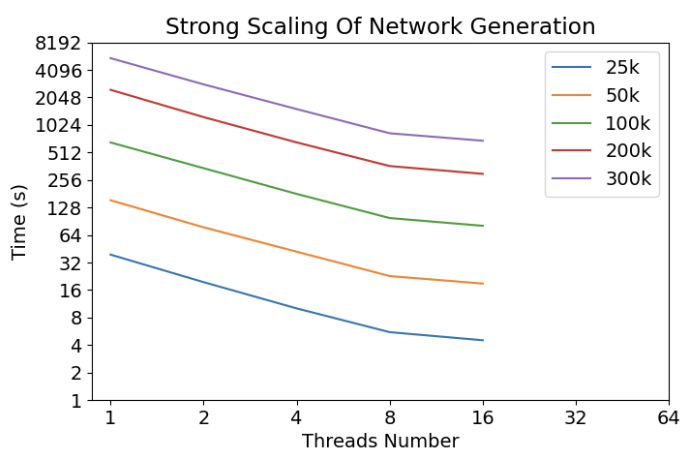 Strong Scaling Of Network Generation
8192
4096
2048
1024
512
256
128
64
32
16
8
4
2
1
Time (s)
25k
50k
100k
200k
300k
1 2 4 8 16 32 64
Threads Number